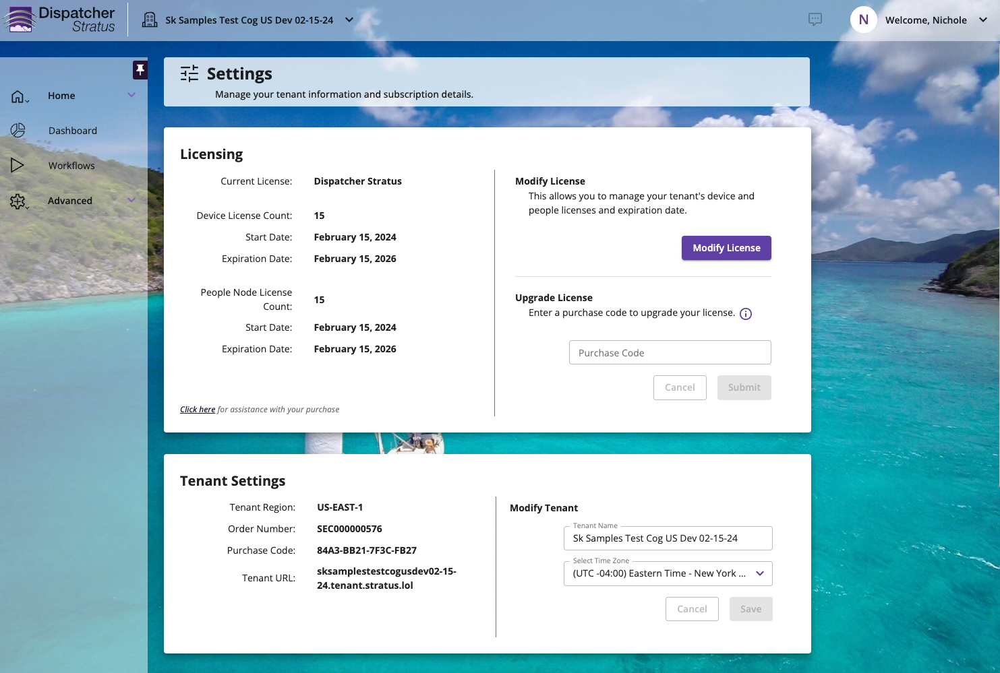 Dispatcher
Stratus
Sk Samples Test Cog US Dev 02-15-24
N
Welcome, Nichole
Home
Dashboard
Workflows
Advanced
Settings
Manage your tenant information and subscription details.
Licensing
Current License: Dispatcher Stratus
Device License Count: 15
Start Date: February 15, 2024
Expiration Date: February 15, 2026
People Node License
Count: 15
Start Date: February 15, 2024
Expiration Date: February 15, 2026
Click here for assistance with your purchase
Modify License
This allows you to manage your tenant's device and
people licenses and expiration date.
Modify License
Upgrade License
Enter a purchase code to upgrade your license.
Purchase Code
Cancel Submit
Tenant Settings
Tenant Region: US-EAST-1
Order Number: SEC000000576
Purchase Code: 84A3-BB21-7F3C-FB27
Tenant URL: sksamplestestcogusdev02-15-
24.tenant.stratus.lol
Modify Tenant
Tenant Name
Sk Samples Test Cog US Dev 02-15-24
Select Time Zone
(UTC -04:00) Eastern Time - New York ...
Cancel Save